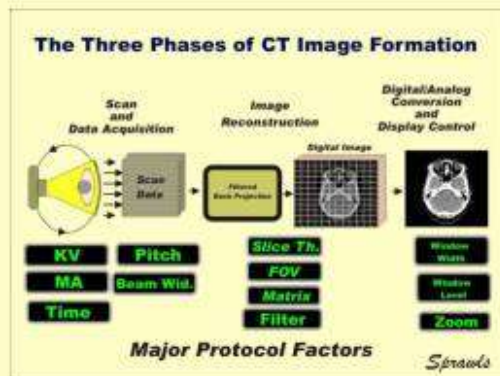 The Three Phases of CT Image Formation
Scan
and
Data Acquisition
Image
Reconstruction
Digital/Analog
Conversion
and
Display Control
Scan
Data
Filtered
Back Projection
Digital Image
KV
MA
Time
Pitch
Beam Wid.
Slice Th.
FOV
Matrix
Filter
Window
Width
Window
Level
Zoom
Major Protocol Factors
Sprawls